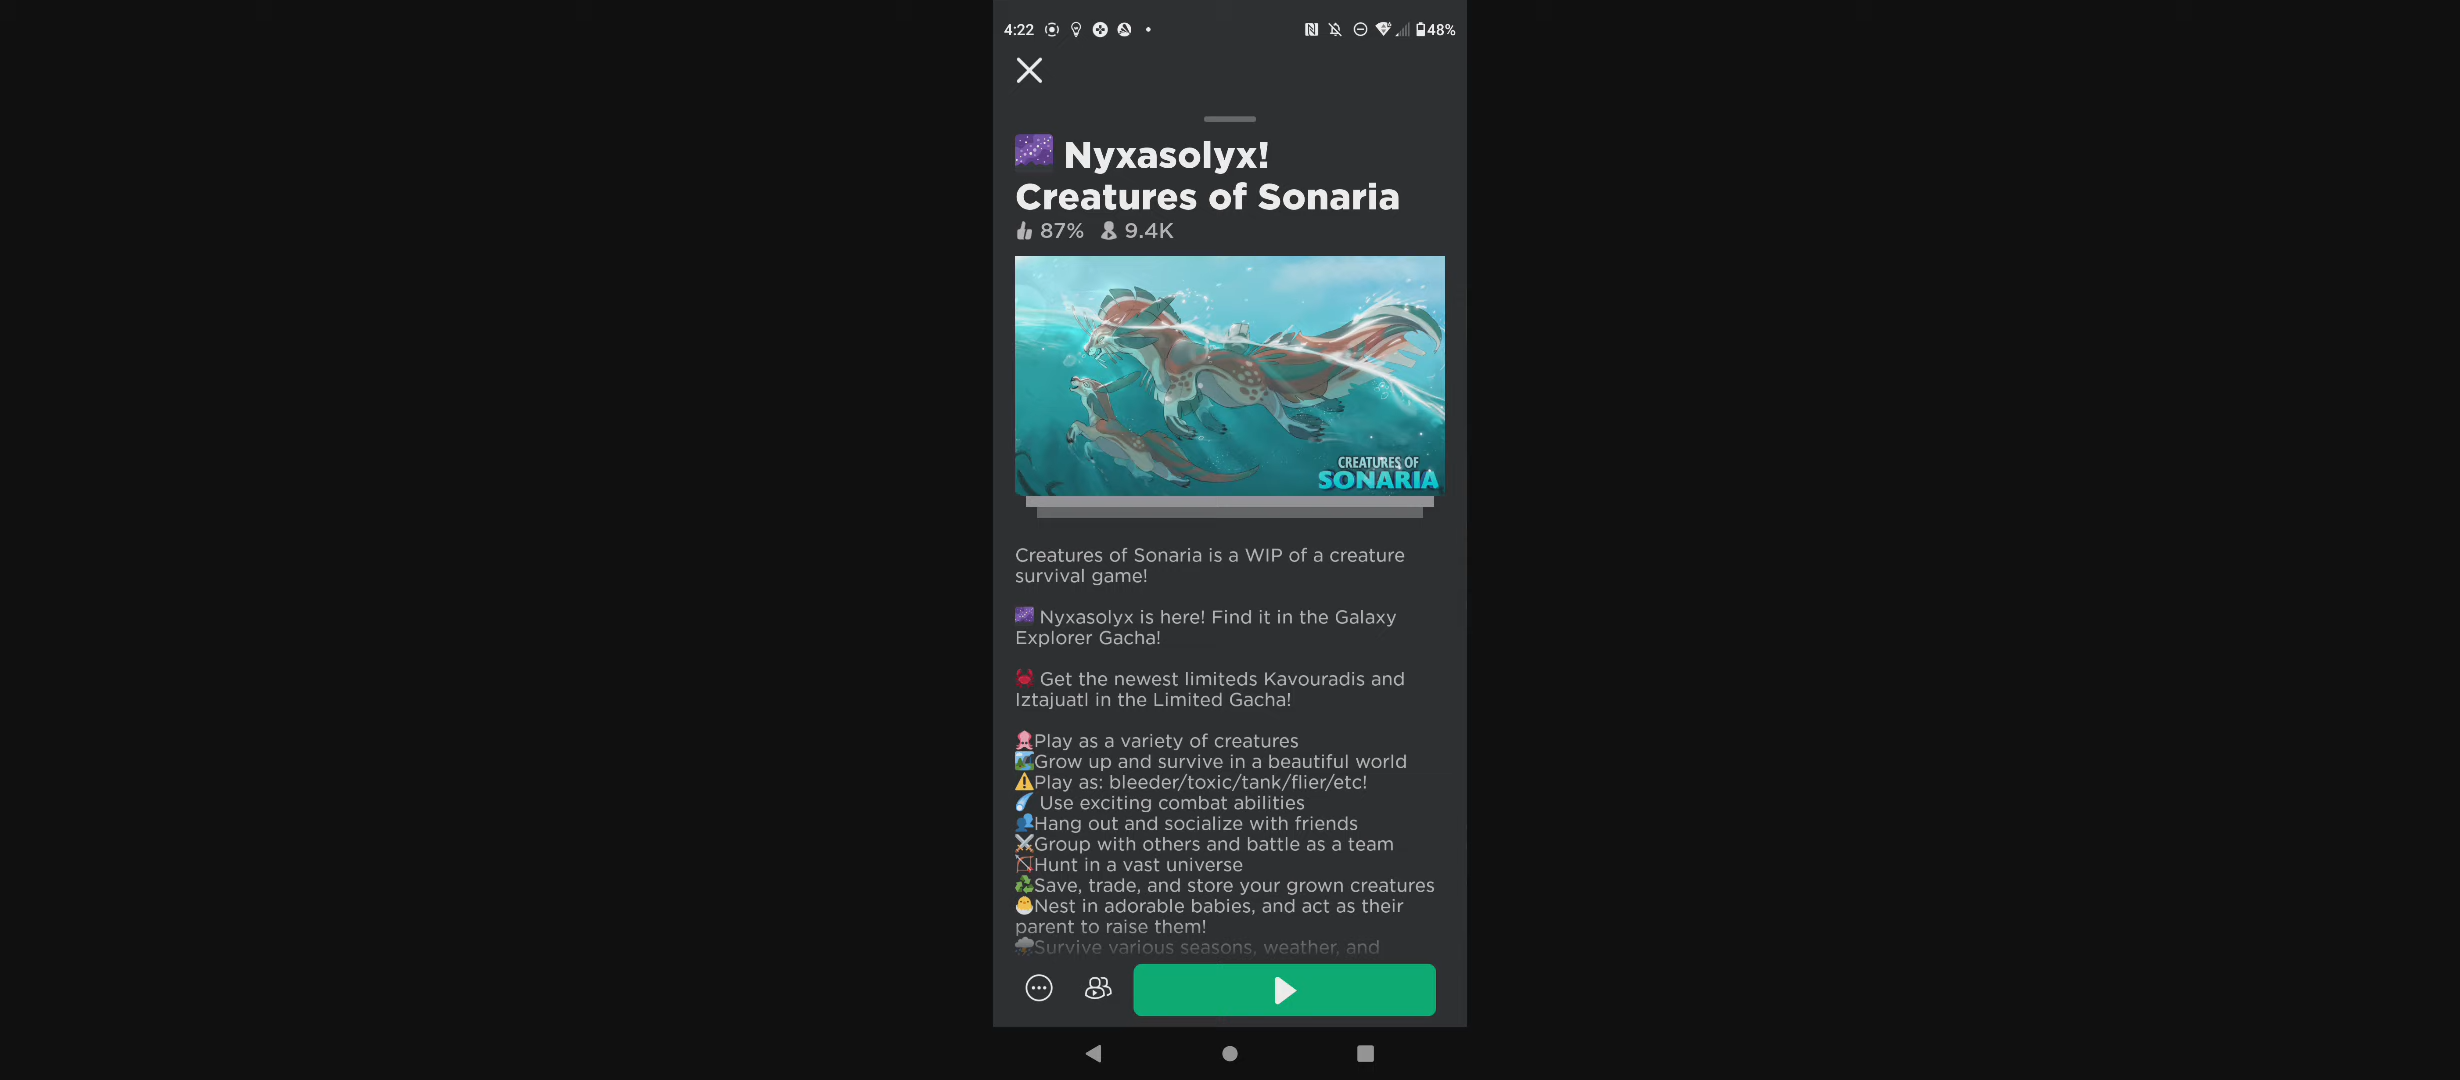 4:22
48%
Nyxasolyx!
Creatures of Sonaria
87% 9.4K
CREATURES OF
SONARIA
Creatures of Sonaria is a WIP of a creature
survival game!
Nyxasolyx is here! Find it in the Galaxy
Explorer Gacha!
Get the newest limiteds Kavouradis and
Iztajuatl in the Limited Gacha!
Play as a variety of creatures
Grow up and survive in a beautiful world
Play as: bleeder/toxic/tank/flier/etc!
Use exciting combat abilities
Hang out and socialize with friends
Group with others and battle as a team
Hunt in a vast universe
Save, trade, and store your grown creatures
Nest in adorable babies, and act as their
parent to raise them!
Survive various seasons, weather, and